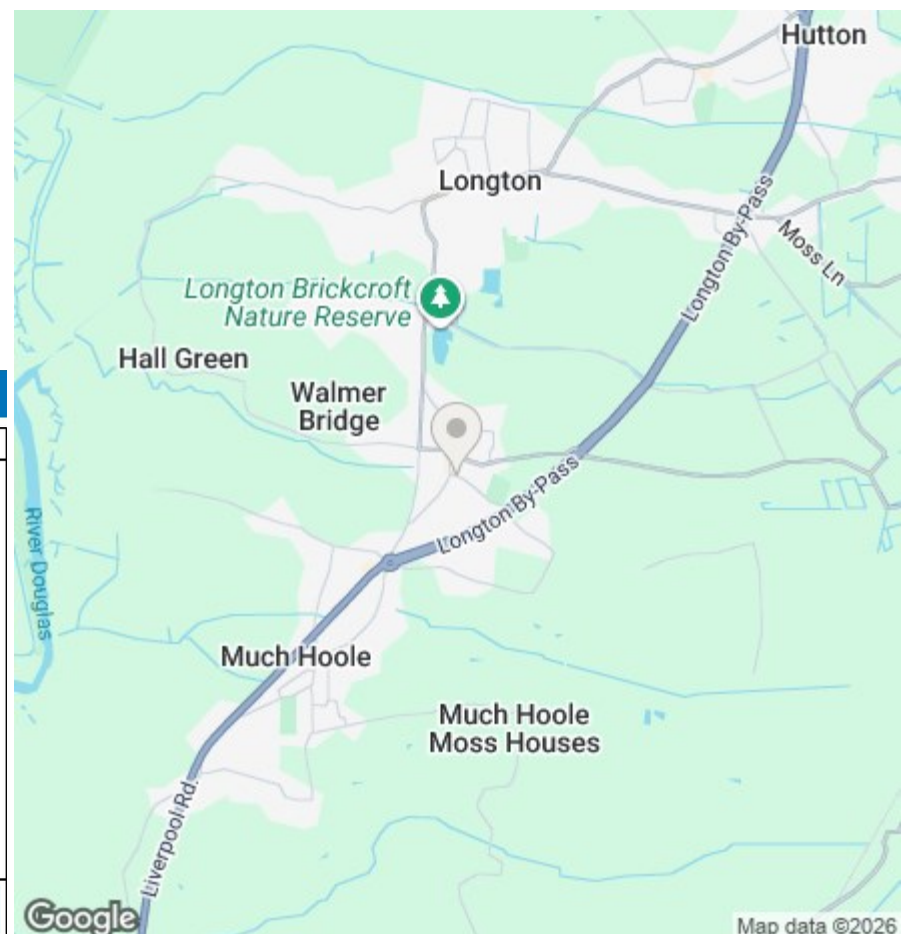 Hutton
Longton
Longton By-Pass
Moss Ln
Longton Brickcroft
Nature Reserve
Hall Green
Walmer
Bridge
Longton By-Pass
River Douglas
Much Hoole
Much Hoole
Moss Houses
Liverpool Rd.
Google
Map data ©2026